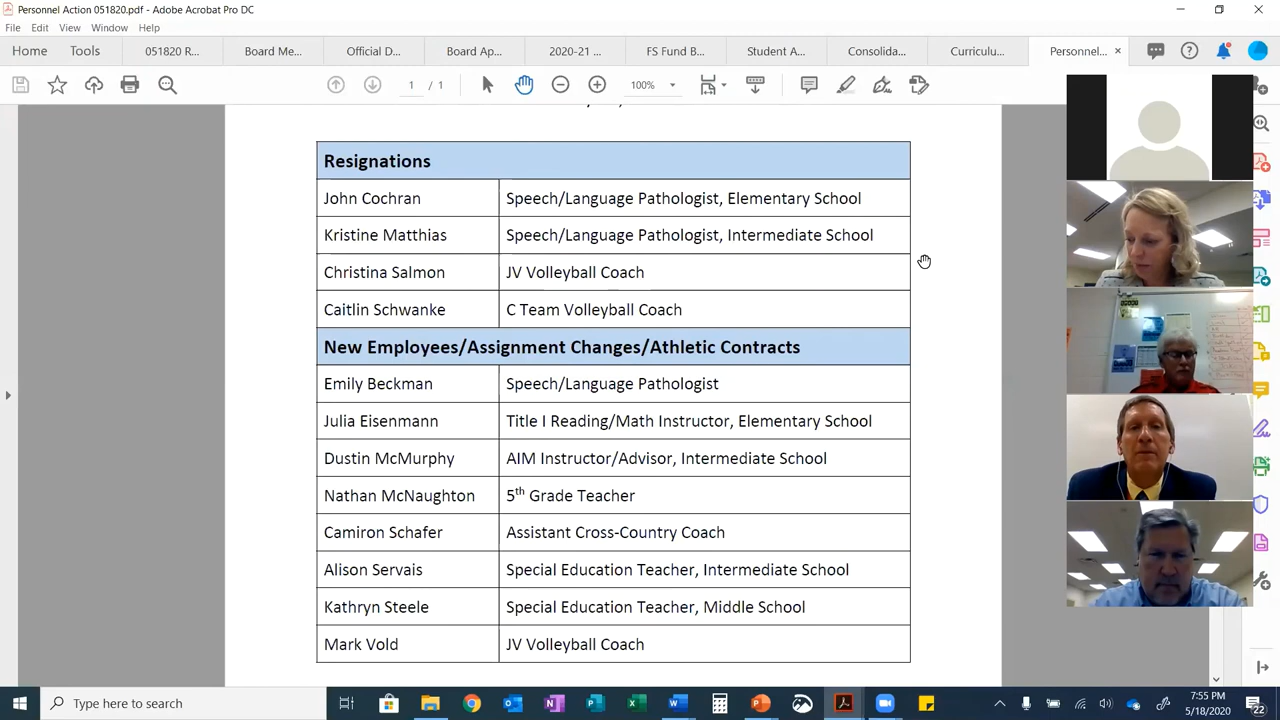 Personnel Action 051820.pdf - Adobe Acrobat Pro DC
File Edit View Window Help
Home Tools 051820 R... Board Me... Official D... Board Ap... 2020-21 ... FS Fund B... Student A... Consolida... Curriculu... Personnel... ×
1 / 1 100%
Resignations
John Cochran Speech/Language Pathologist, Elementary School
Kristine Matthias Speech/Language Pathologist, Intermediate School
Christina Salmon JV Volleyball Coach
Caitlin Schwanke C Team Volleyball Coach
New Employees/Assignment Changes/Athletic Contracts
Emily Beckman Speech/Language Pathologist
Julia Eisenmann Title I Reading/Math Instructor, Elementary School
Dustin McMurphy AIM Instructor/Advisor, Intermediate School
Nathan McNaughton 5th Grade Teacher
Camiron Schafer Assistant Cross-Country Coach
Alison Servais Special Education Teacher, Intermediate School
Kathryn Steele Special Education Teacher, Middle School
Mark Vold JV Volleyball Coach
Type here to search
7:55 PM
5/18/2020
22